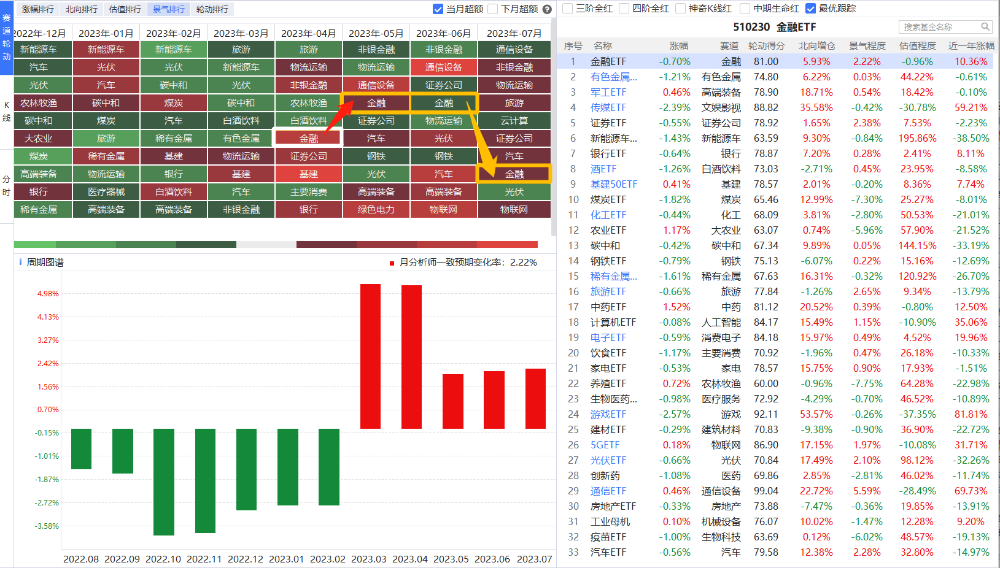 赛道轮动
K线
分时
涨幅排行 北向排行 估值排行 景气排行 轮动排行 当月超额 下月超额 ?
2022年-12月 2023年-01月 2023年-02月 2023年-03月 2023年-04月 2023年-05月 2023年-06月 2023年-07月
新能源车 新能源车 新能源车 旅游 旅游 非银金融 非银金融 通信设备
汽车 光伏 光伏 新能源车 物流运输 物流运输 通信设备 非银金融
光伏 汽车 碳中和 光伏 非银金融 通信设备 证券公司 物流运输
农林牧渔 碳中和 煤炭 碳中和 农林牧渔 金融 金融 旅游
碳中和 煤炭 汽车 白酒饮料 白酒饮料 证券公司 物流运输 云计算
大农业 旅游 稀有金属 有色金属 金融 汽车 光伏 证券公司
煤炭 稀有金属 基建 物流运输 证券公司 钢铁 钢铁 汽车
高端装备 物流运输 银行 基建 基建 光伏 汽车 金融
银行 医疗器械 白酒饮料 汽车 主要消费 高端装备 高端装备 光伏
稀有金属 高端装备 高端装备 非银金融 银行 绿色电力 物联网 物联网
周期图谱 月分析师一致预期变化率：2.22%
4.98%
4.13%
3.27%
2.42%
1.56%
0.70%
-0.15%
-1.01%
-1.87%
-2.72%
-3.58%
2022.08 2022.09 2022.10 2022.11 2022.12 2023.01 2023.02 2023.03 2023.04 2023.05 2023.06 2023.07
三阶全红 四阶全红 神奇K线红 中期生命红 最优跟踪
510230 金融ETF 搜索基金名称
序号 名称 涨幅 赛道 轮动得分 北向增仓 景气程度 估值程度 近一年涨幅
1 金融ETF -0.70% 金融 81.00 5.93% 2.22% -0.96% 10.36%
2 有色金属... -1.21% 有色金属 74.80 6.22% 0.03% 44.22% -0.61%
3 军工ETF 0.46% 高端装备 78.90 18.71% 0.54% 18.42% -0.10%
4 传媒ETF -2.39% 文娱影视 88.82 35.58% -0.42% -30.78% 59.21%
5 证券ETF -0.55% 证券公司 78.92 1.65% 2.38% 7.53% -2.23%
6 新能源车... -1.43% 新能源车 63.59 9.30% -0.84% 195.86% -38.50%
7 银行ETF -0.64% 银行 78.87 7.20% 0.28% 2.41% 8.11%
8 酒ETF -1.26% 白酒饮料 73.03 -2.71% 0.45% 23.95% -8.58%
9 基建50ETF 0.41% 基建 78.57 2.01% -0.20% 8.36% 7.74%
10 煤炭ETF -1.82% 煤炭 65.46 12.99% -7.30% 25.27% -8.01%
11 化工ETF -0.44% 化工 68.09 3.81% -2.80% 50.53% -21.01%
12 农业ETF 1.17% 大农业 63.07 0.74% -5.96% 57.90% -21.52%
13 碳中和 -0.42% 碳中和 67.34 9.89% 0.05% 144.15% -33.19%
14 钢铁ETF -0.79% 钢铁 75.13 -6.07% 0.22% 15.16% -12.69%
15 稀有金属... -1.61% 稀有金属 67.63 16.31% -0.32% 120.92% -26.70%
16 旅游ETF -0.66% 旅游 77.84 -1.26% 2.65% 9.34% -13.79%
17 中药ETF 1.52% 中药 81.12 20.52% 0.39% -0.80% 12.50%
18 计算机ETF -0.08% 人工智能 84.17 15.49% 1.15% -10.90% 35.06%
19 电子ETF -0.59% 消费电子 84.18 15.97% 0.49% 4.52% 19.96%
20 饮食ETF -1.17% 主要消费 70.92 -1.96% 0.47% 26.18% -10.33%
21 家电ETF -0.53% 家电 78.57 15.75% 0.90% 17.93% -1.51%
22 养殖ETF 0.72% 农林牧渔 60.00 -0.96% -7.75% 64.28% -22.98%
23 生物医药... -0.98% 医疗服务 72.92 -4.29% -0.70% 46.52% -10.89%
24 游戏ETF -2.57% 游戏 92.11 53.57% -0.26% -37.35% 81.81%
25 建材ETF -0.29% 建筑材料 70.83 -9.38% -0.90% 36.90% -22.72%
26 5GETF 0.18% 物联网 86.90 17.15% 1.97% -10.08% 31.71%
27 光伏ETF -0.66% 光伏 70.84 17.49% 2.10% 98.12% -32.26%
28 创新药 -1.08% 医药 69.86 2.85% -2.81% 46.02% -11.74%
29 通信ETF 0.46% 通信设备 99.04 22.72% 5.59% -28.49% 69.73%
30 房地产ETF -0.33% 房地产 73.88 -7.47% -0.36% 19.85% -13.91%
31 工业母机 0.10% 机械设备 76.07 10.02% -1.47% 12.28% 9.20%
32 疫苗ETF -1.00% 生物科技 63.69 0.12% -6.02% 48.57% -19.13%
33 汽车ETF -0.56% 汽车 79.58 12.38% 2.28% 32.80% -14.97%